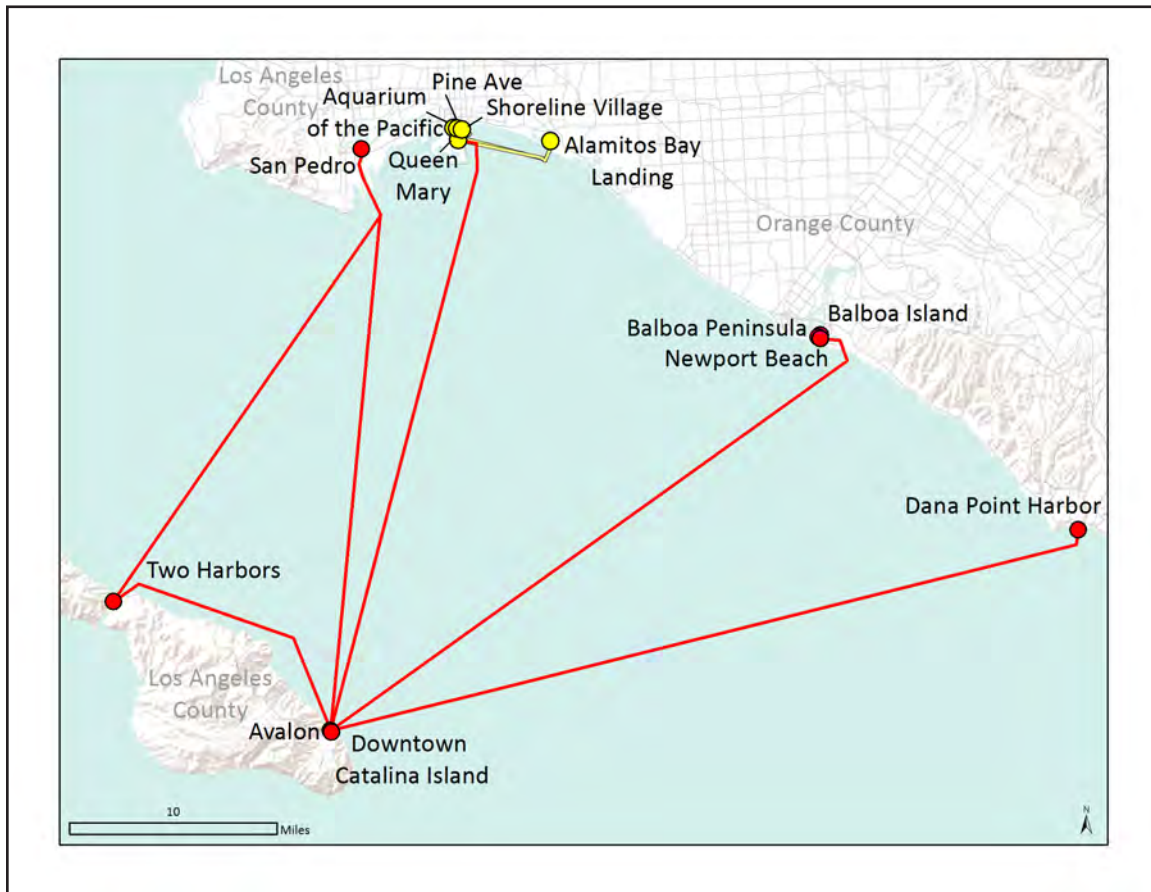 Los Angeles
County
Pine Ave
Aquarium
of the Pacific
Shoreline Village
San Pedro
Queen
Mary
Alamitos Bay
Landing
Orange County
Balboa Island
Balboa Peninsula
Newport Beach
Dana Point Harbor
Two Harbors
Los Angeles
County
Avalon
Downtown
Catalina Island
10
Miles
N